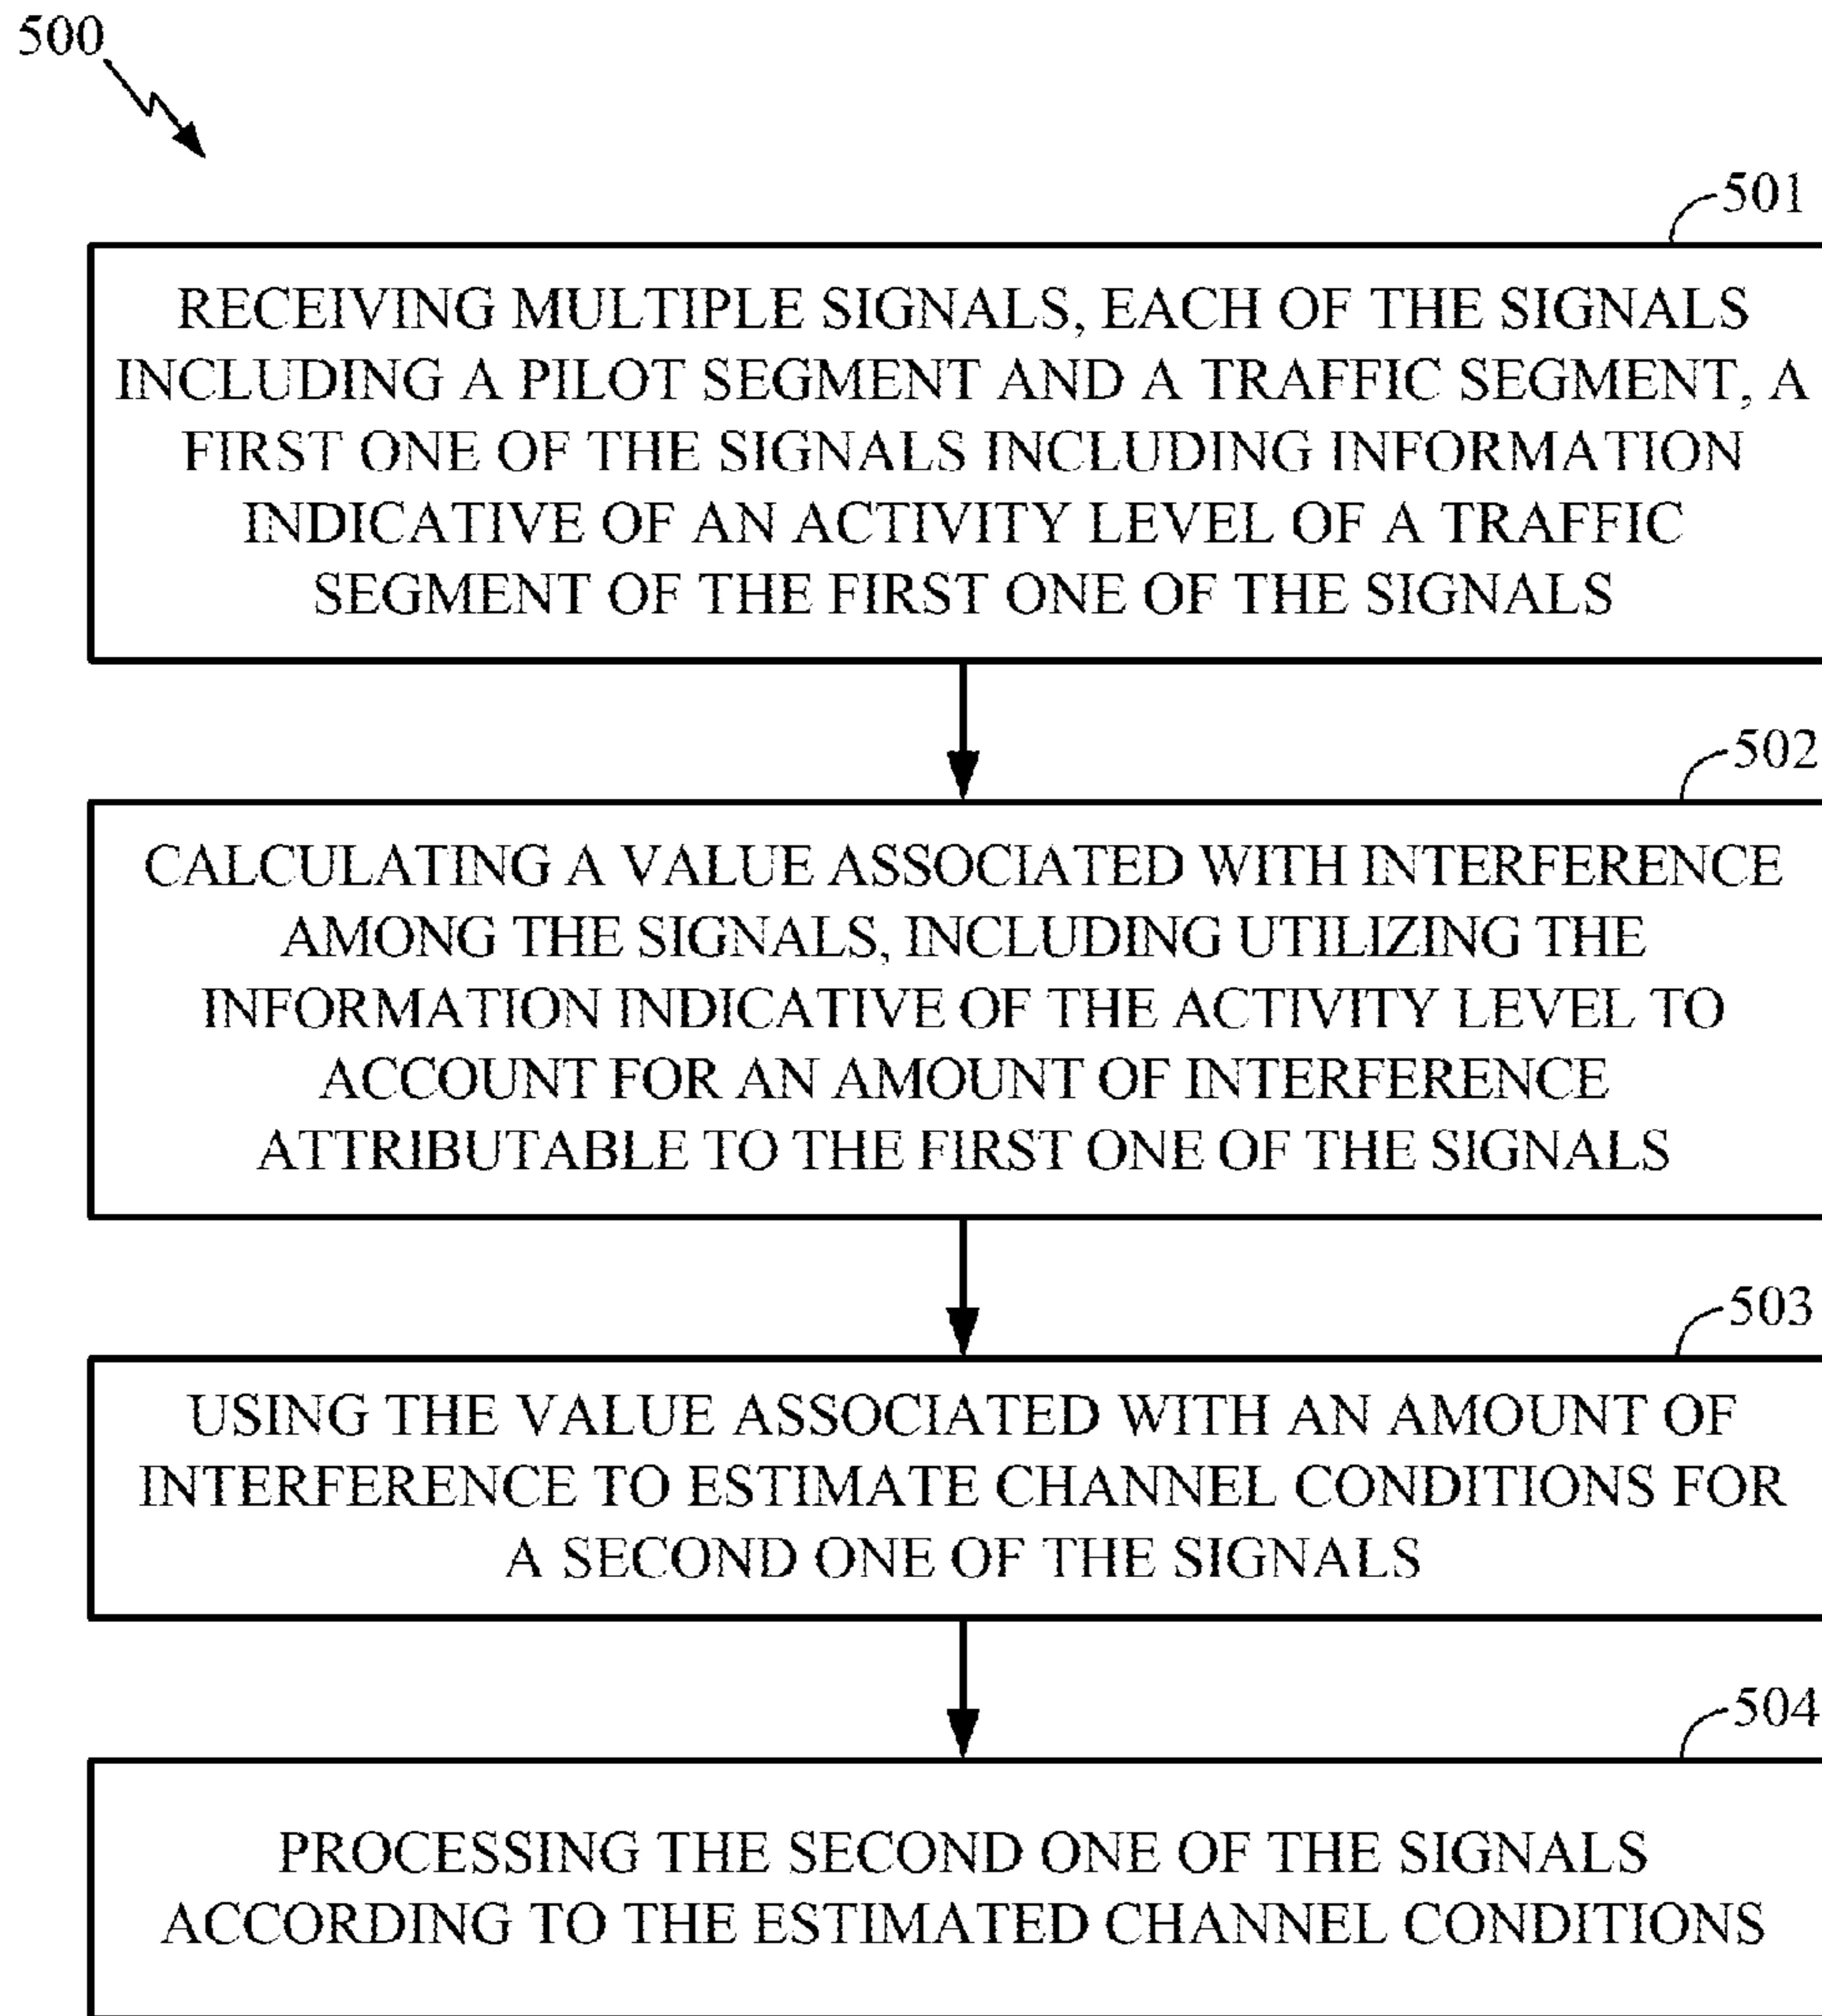 500
501
RECEIVING MULTIPLE SIGNALS, EACH OF THE SIGNALS
INCLUDING A PILOT SEGMENT AND A TRAFFIC SEGMENT, A
FIRST ONE OF THE SIGNALS INCLUDING INFORMATION
INDICATIVE OF AN ACTIVITY LEVEL OF A TRAFFIC
SEGMENT OF THE FIRST ONE OF THE SIGNALS
502
CALCULATING A VALUE ASSOCIATED WITH INTERFERENCE
AMONG THE SIGNALS, INCLUDING UTILIZING THE
INFORMATION INDICATIVE OF THE ACTIVITY LEVEL TO
ACCOUNT FOR AN AMOUNT OF INTERFERENCE
ATTRIBUTABLE TO THE FIRST ONE OF THE SIGNALS
503
USING THE VALUE ASSOCIATED WITH AN AMOUNT OF
INTERFERENCE TO ESTIMATE CHANNEL CONDITIONS FOR
A SECOND ONE OF THE SIGNALS
504
PROCESSING THE SECOND ONE OF THE SIGNALS
ACCORDING TO THE ESTIMATED CHANNEL CONDITIONS